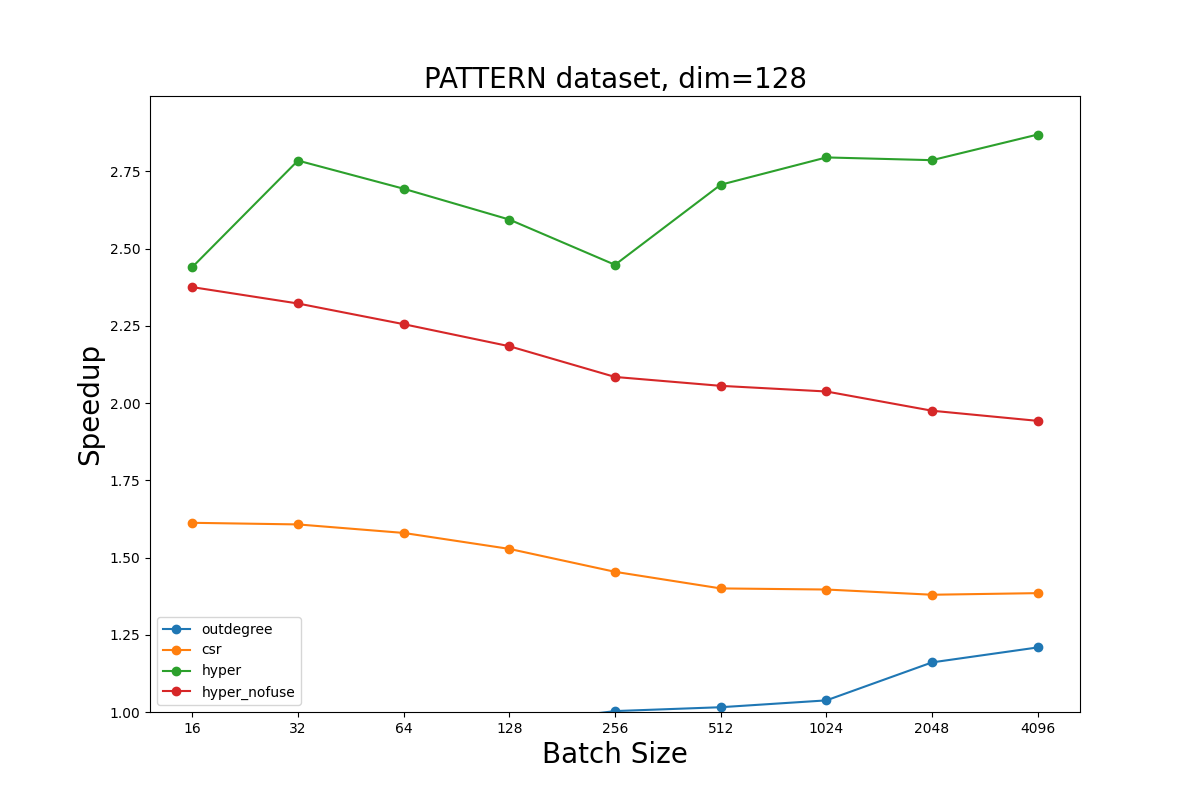 PATTERN dataset, dim=128
Speedup
2.75
2.50
2.25
2.00
1.75
1.50
1.25
1.00
outdegree
csr
hyper
hyper_nofuse
16 32 64 128 256 512 1024 2048 4096
Batch Size